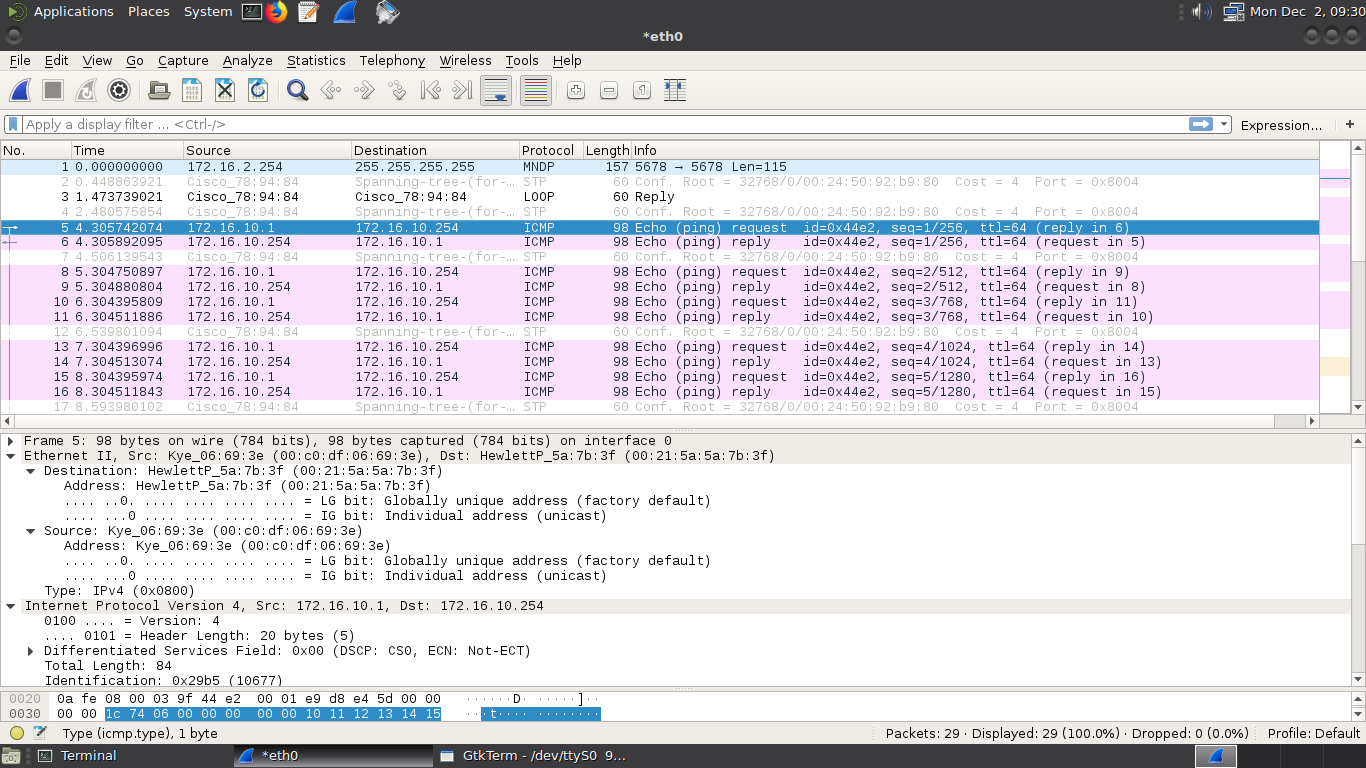 Applications Places System Mon Dec 2, 09:30
*eth0
File Edit View Go Capture Analyze Statistics Telephony Wireless Tools Help
Apply a display filter ... <Ctrl-/> Expression... +
No. Time Source Destination Protocol Length Info
1 0.000000000 172.16.2.254 255.255.255.255 MNDP 157 5678 → 5678 Len=115
2 0.448863921 Cisco_78:94:84 Spanning-tree-(for-... STP 60 Conf. Root = 32768/0/00:24:50:92:b9:80 Cost = 4 Port = 0x8004
3 1.473739021 Cisco_78:94:84 Cisco_78:94:84 LOOP 60 Reply
4 2.480575854 Cisco_78:94:84 Spanning-tree-(for-... STP 60 Conf. Root = 32768/0/00:24:50:92:b9:80 Cost = 4 Port = 0x8004
5 4.305742074 172.16.10.1 172.16.10.254 ICMP 98 Echo (ping) request id=0x44e2, seq=1/256, ttl=64 (reply in 6)
6 4.305892095 172.16.10.254 172.16.10.1 ICMP 98 Echo (ping) reply id=0x44e2, seq=1/256, ttl=64 (request in 5)
7 4.506139543 Cisco_78:94:84 Spanning-tree-(for-... STP 60 Conf. Root = 32768/0/00:24:50:92:b9:80 Cost = 4 Port = 0x8004
8 5.304750897 172.16.10.1 172.16.10.254 ICMP 98 Echo (ping) request id=0x44e2, seq=2/512, ttl=64 (reply in 9)
9 5.304880804 172.16.10.254 172.16.10.1 ICMP 98 Echo (ping) reply id=0x44e2, seq=2/512, ttl=64 (request in 8)
10 6.304395809 172.16.10.1 172.16.10.254 ICMP 98 Echo (ping) request id=0x44e2, seq=3/768, ttl=64 (reply in 11)
11 6.304511886 172.16.10.254 172.16.10.1 ICMP 98 Echo (ping) reply id=0x44e2, seq=3/768, ttl=64 (request in 10)
12 6.539801094 Cisco_78:94:84 Spanning-tree-(for-... STP 60 Conf. Root = 32768/0/00:24:50:92:b9:80 Cost = 4 Port = 0x8004
13 7.304396996 172.16.10.1 172.16.10.254 ICMP 98 Echo (ping) request id=0x44e2, seq=4/1024, ttl=64 (reply in 14)
14 7.304513074 172.16.10.254 172.16.10.1 ICMP 98 Echo (ping) reply id=0x44e2, seq=4/1024, ttl=64 (request in 13)
15 8.304395974 172.16.10.1 172.16.10.254 ICMP 98 Echo (ping) request id=0x44e2, seq=5/1280, ttl=64 (reply in 16)
16 8.304511843 172.16.10.254 172.16.10.1 ICMP 98 Echo (ping) reply id=0x44e2, seq=5/1280, ttl=64 (request in 15)
17 8.593980102 Cisco_78:94:84 Spanning-tree-(for-... STP 60 Conf. Root = 32768/0/00:24:50:92:b9:80 Cost = 4 Port = 0x8004
Frame 5: 98 bytes on wire (784 bits), 98 bytes captured (784 bits) on interface 0
Ethernet II, Src: Kye_06:69:3e (00:c0:df:06:69:3e), Dst: HewlettP_5a:7b:3f (00:21:5a:5a:7b:3f)
Destination: HewlettP_5a:7b:3f (00:21:5a:5a:7b:3f)
Address: HewlettP_5a:7b:3f (00:21:5a:5a:7b:3f)
.... ..0. .... .... .... .... = LG bit: Globally unique address (factory default)
.... ...0 .... .... .... .... = IG bit: Individual address (unicast)
Source: Kye_06:69:3e (00:c0:df:06:69:3e)
Address: Kye_06:69:3e (00:c0:df:06:69:3e)
.... ..0. .... .... .... .... = LG bit: Globally unique address (factory default)
.... ...0 .... .... .... .... = IG bit: Individual address (unicast)
Type: IPv4 (0x0800)
Internet Protocol Version 4, Src: 172.16.10.1, Dst: 172.16.10.254
0100 .... = Version: 4
.... 0101 = Header Length: 20 bytes (5)
Differentiated Services Field: 0x00 (DSCP: CS0, ECN: Not-ECT)
Total Length: 84
Identification: 0x29b5 (10677)
0020 0a fe 08 00 03 9f 44 e2 00 01 e9 d8 e4 5d 00 00 ······D· ·····]··
0030 00 00 1c 74 06 00 00 00 00 00 10 11 12 13 14 15 ···t···· ········
Type (icmp.type), 1 byte Packets: 29 · Displayed: 29 (100.0%) · Dropped: 0 (0.0%) Profile: Default
Terminal *eth0 GtkTerm - /dev/ttyS0 9...